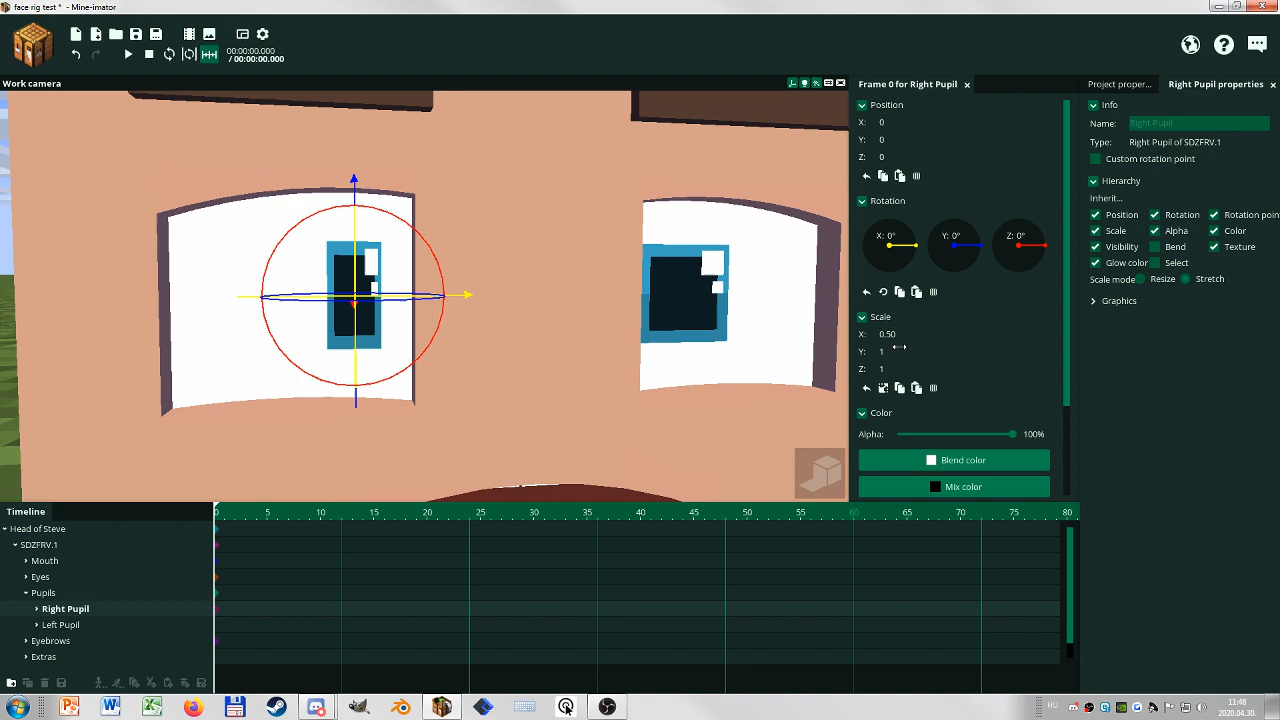 face rig test * - Mine-imator
00:00:00.000
/ 00:00:00.000
Work camera
Frame 0 for Right Pupil
Position
X: 0
Y: 0
Z: 0
Rotation
X: 0°
Y: 0°
Z: 0°
Scale
X: 0.50
Y: 1
Z: 1
Color
Alpha:
100%
Blend color
Mix color
Project proper...
Right Pupil properties
Info
Name:
Right Pupil
Type:
Right Pupil of SDZFRV.1
Custom rotation point
Hierarchy
Inherit...
Position
Rotation
Rotation poin
Scale
Alpha
Color
Visibility
Bend
Texture
Glow color
Select
Scale mode
Resize
Stretch
Graphics
Timeline
0 5 10 15 20 25 30 35 40 45 50 55 60 65 70 75 80
Head of Steve
SDZFRV.1
Mouth
Eyes
Pupils
Right Pupil
Left Pupil
Eyebrows
Extras
HU
11:48
2020.04.30.